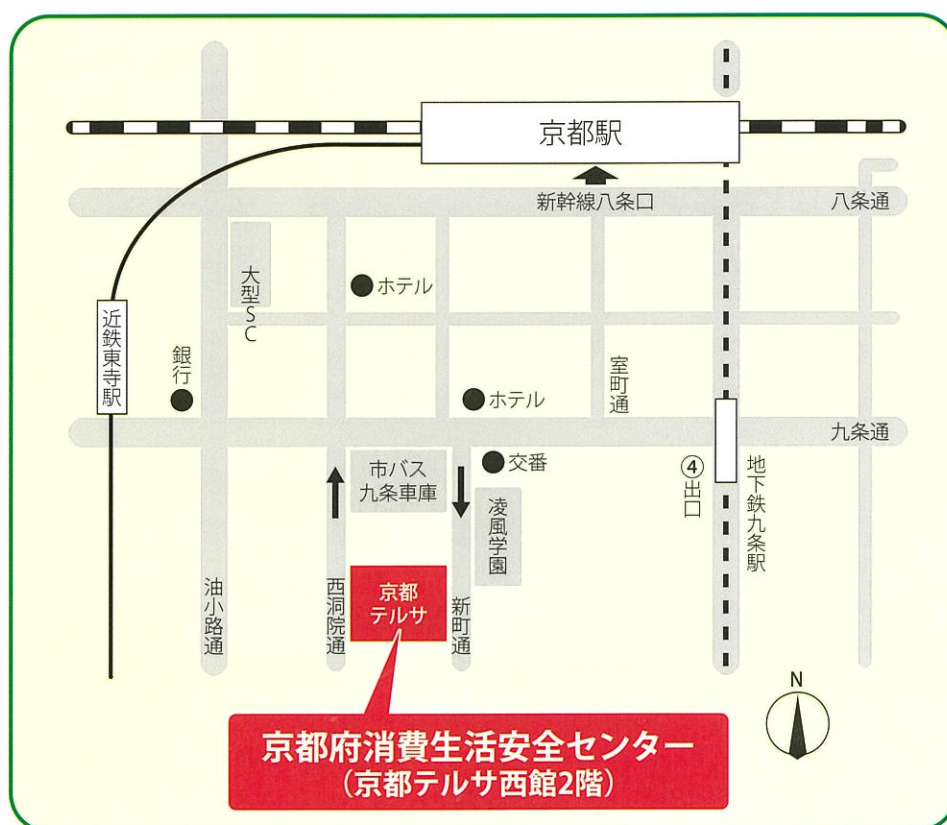 京都駅
新幹線八条口
八条通
大型SC
ホテル
近鉄東寺駅
銀行
室町通
ホテル
九条通
交番
市バス
九条車庫
④出口
地下鉄九条駅
凌風学園
京都
テルサ
油小路通
西洞院通
新町通
N
京都府消費生活安全センター
(京都テルサ西館2階)